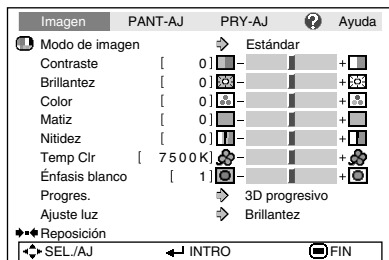 Imagen PANT-AJ PRY-AJ ? Ayuda
Modo de imagen Estándar
Contraste [ 0] - +
Brillantez [ 0] - +
Color [ 0] - +
Matiz [ 0] - +
Nitidez [ 0] - +
Temp Clr [ 7500K] - +
Énfasis blanco [ 1] - +
Progres. 3D progresivo
Ajuste luz Brillantez
Reposición
SEL./AJ INTRO FIN